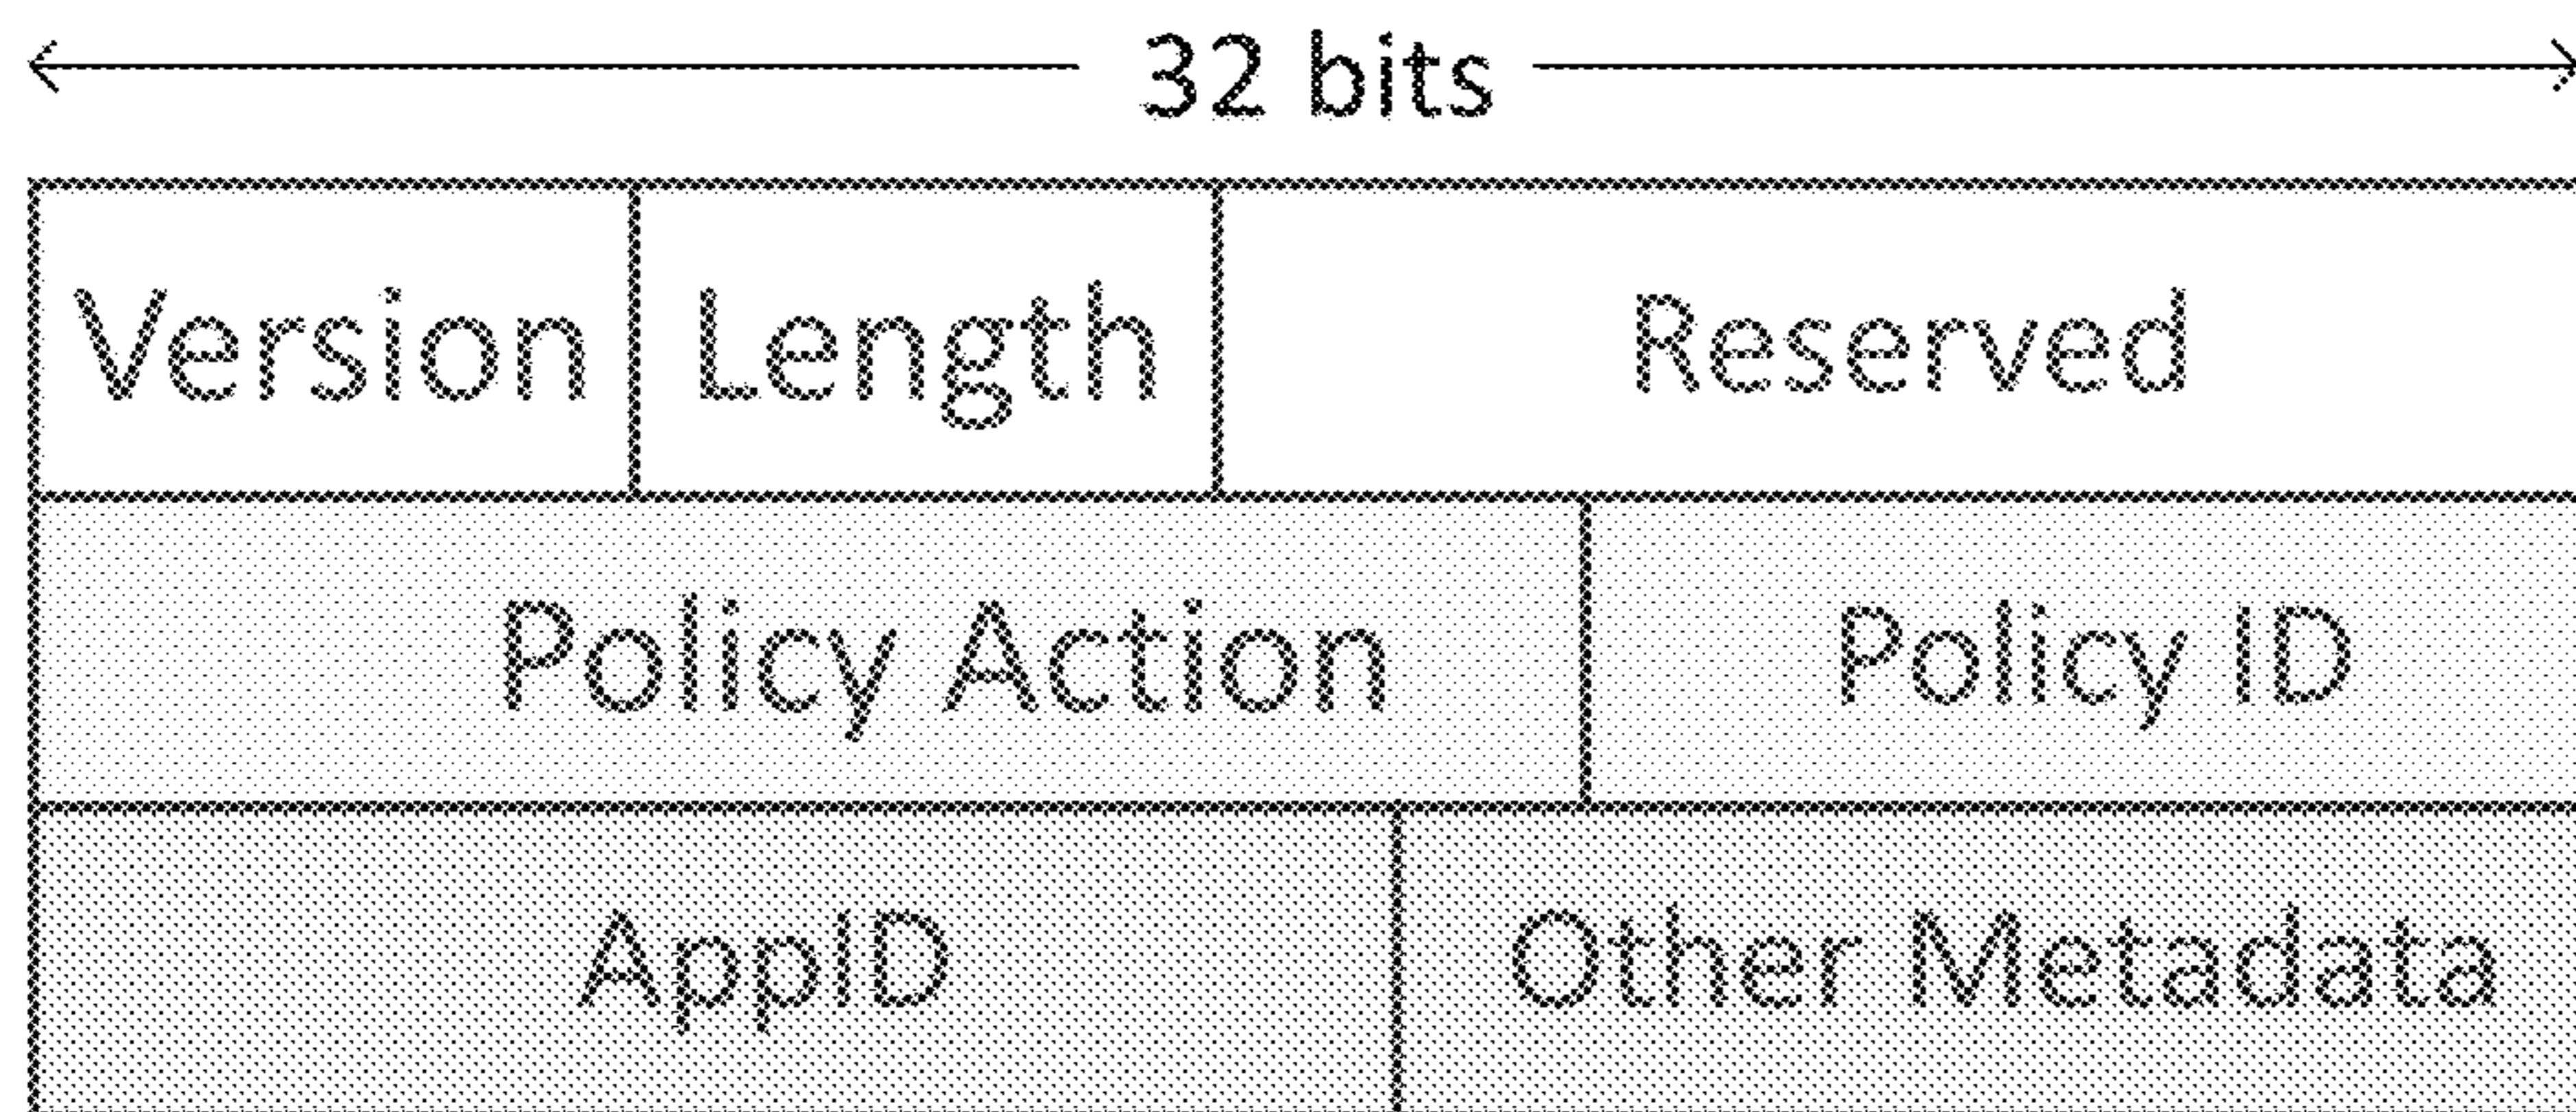 32 bits
Version Length Reserved
Policy Action Policy ID
AppID Other Metadata